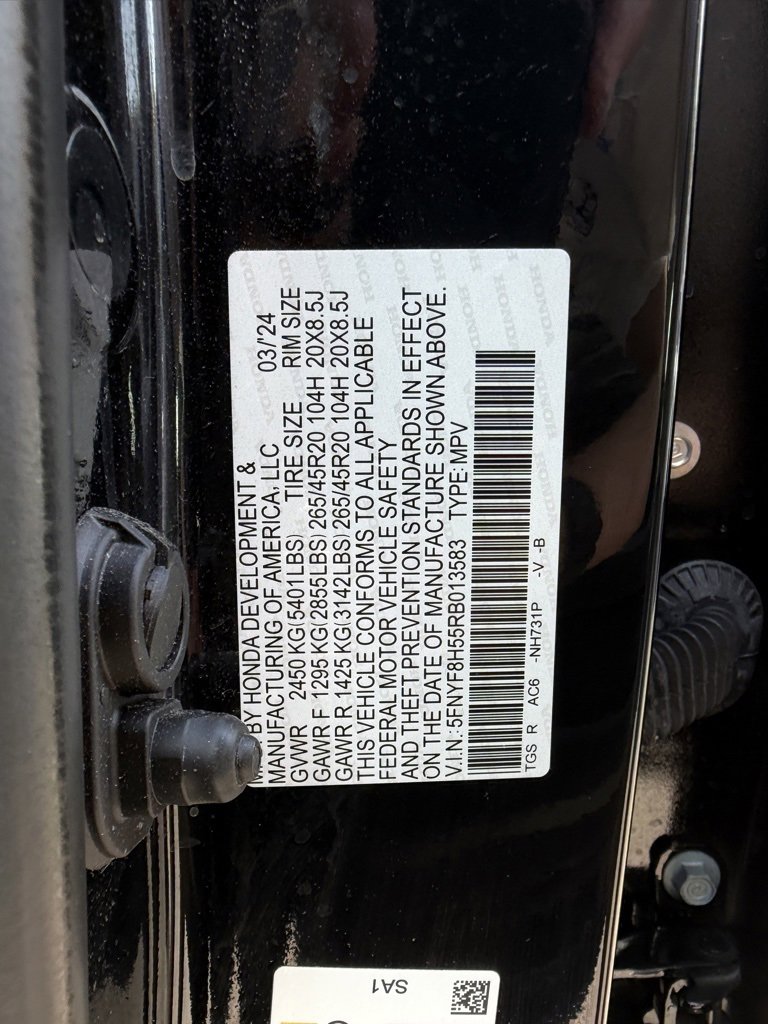 BY HONDA DEVELOPMENT &
MANUFACTURING OF AMERICA, LLC 03/'24
GVWR 2450 KG(5401LBS) TIRE SIZE RIM SIZE
GAWR F 1295 KG(2855LBS) 265/45R20 104H 20X8.5J
GAWR R 1425 KG(3142LBS) 265/45R20 104H 20X8.5J
THIS VEHICLE CONFORMS TO ALL APPLICABLE
FEDERAL MOTOR VEHICLE SAFETY
AND THEFT PREVENTION STANDARDS IN EFFECT
ON THE DATE OF MANUFACTURE SHOWN ABOVE.
V.I.N.:5FNYF8H55RB013583 TYPE:MPV
TGS R AC6 -NH731P -V -B
SA1